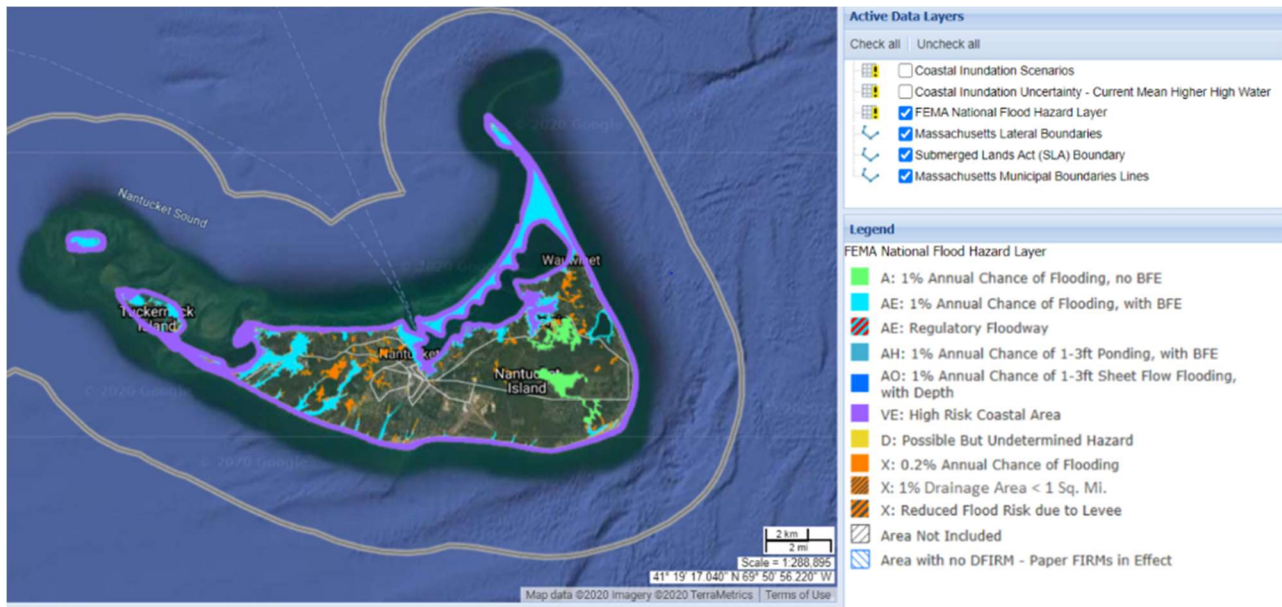 © 2020 Google
Nantucket Sound
© 2020 Google
Wauwinet
Tuckernuck
Island
Nantucket
Nantucket
Island
© 2020 Google
2 km
2 mi
Scale = 1:288,895
41° 19' 17.040" N 69° 50' 56.220" W
Map data ©2020 Imagery ©2020 TerraMetrics
Terms of Use
Active Data Layers
Check all
Uncheck all
Coastal Inundation Scenarios
Coastal Inundation Uncertainty - Current Mean Higher High Water
FEMA National Flood Hazard Layer
Massachusetts Lateral Boundaries
Submerged Lands Act (SLA) Boundary
Massachusetts Municipal Boundaries Lines
Legend
FEMA National Flood Hazard Layer
A: 1% Annual Chance of Flooding, no BFE
AE: 1% Annual Chance of Flooding, with BFE
AE: Regulatory Floodway
AH: 1% Annual Chance of 1-3ft Ponding, with BFE
AO: 1% Annual Chance of 1-3ft Sheet Flow Flooding,
with Depth
VE: High Risk Coastal Area
D: Possible But Undetermined Hazard
X: 0.2% Annual Chance of Flooding
X: 1% Drainage Area < 1 Sq. Mi.
X: Reduced Flood Risk due to Levee
Area Not Included
Area with no DFIRM - Paper FIRMs in Effect